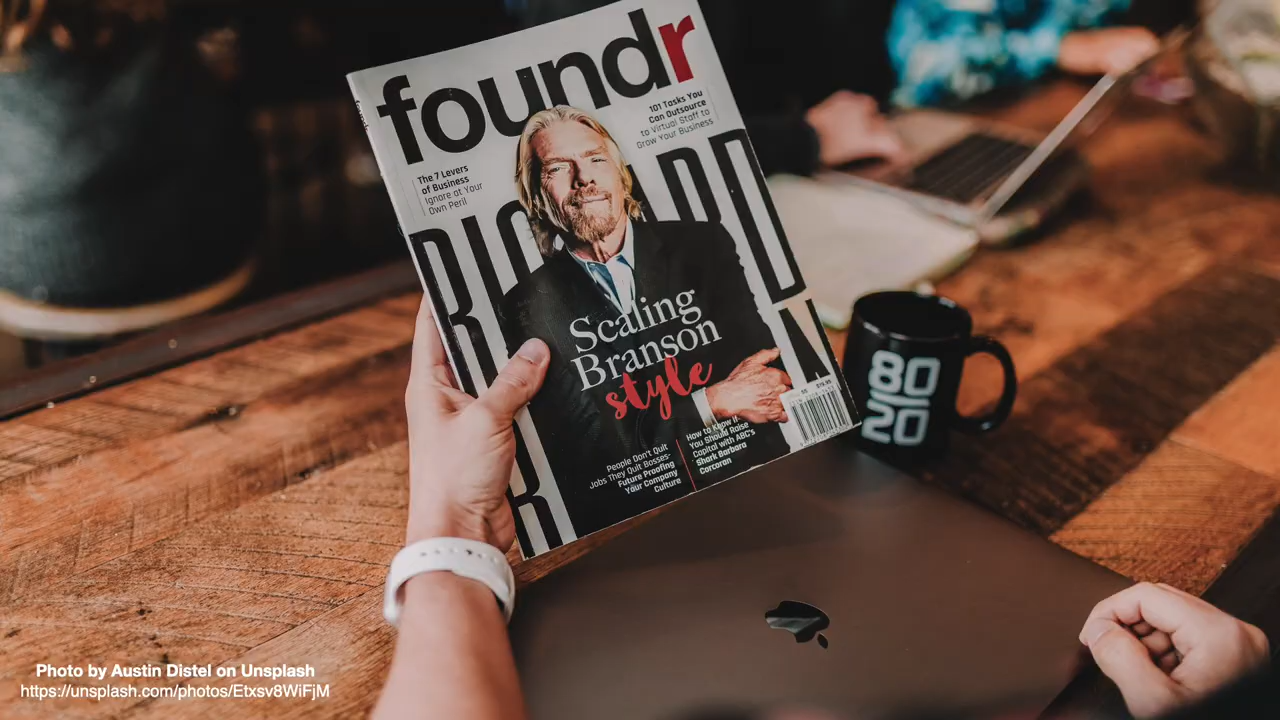 foundr
101 Tasks You
Can Outsource
to Virtual Staff to
Grow Your Business
The 7 Levers
of Business
Ignore at Your
Own Peril
Scaling
Branson
style
People Don't Quit
Jobs They Quit Bosses-
Future Proofing
Your Company
Culture
How to Know If
You Should Raise
Capital with ABC's
Shark Barbara
Corcoran
80
20
Photo by Austin Distel on Unsplash
https://unsplash.com/photos/Etxsv8WiFjM